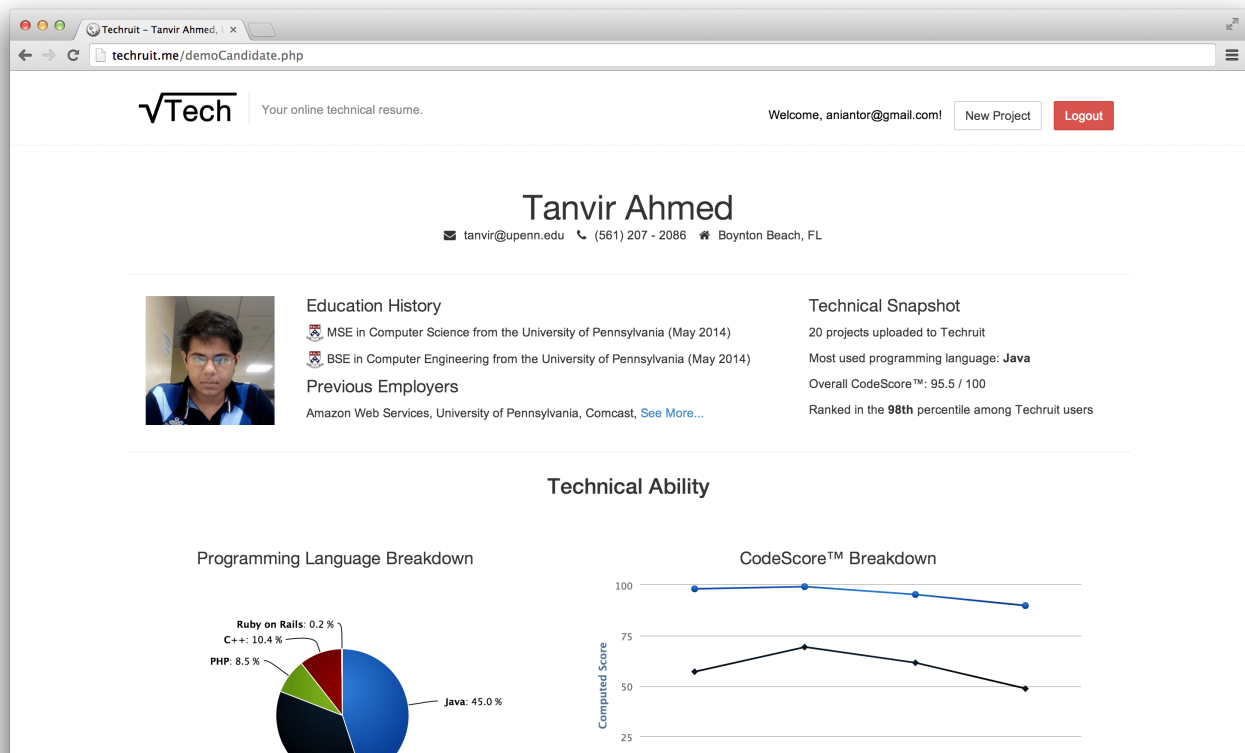 Techruit – Tanvir Ahmed,
techruit.me/demoCandidate.php
√Tech
Your online technical resume.
Welcome, aniantor@gmail.com!
New Project
Logout
Tanvir Ahmed
tanvir@upenn.edu (561) 207 - 2086 Boynton Beach, FL
Education History
MSE in Computer Science from the University of Pennsylvania (May 2014)
BSE in Computer Engineering from the University of Pennsylvania (May 2014)
Previous Employers
Amazon Web Services, University of Pennsylvania, Comcast, See More...
Technical Snapshot
20 projects uploaded to Techruit
Most used programming language: Java
Overall CodeScore™: 95.5 / 100
Ranked in the 98th percentile among Techruit users
Technical Ability
Programming Language Breakdown
Ruby on Rails: 0.2 %
C++: 10.4 %
PHP: 8.5 %
Java: 45.0 %
CodeScore™ Breakdown
100
75
50
25
Computed Score